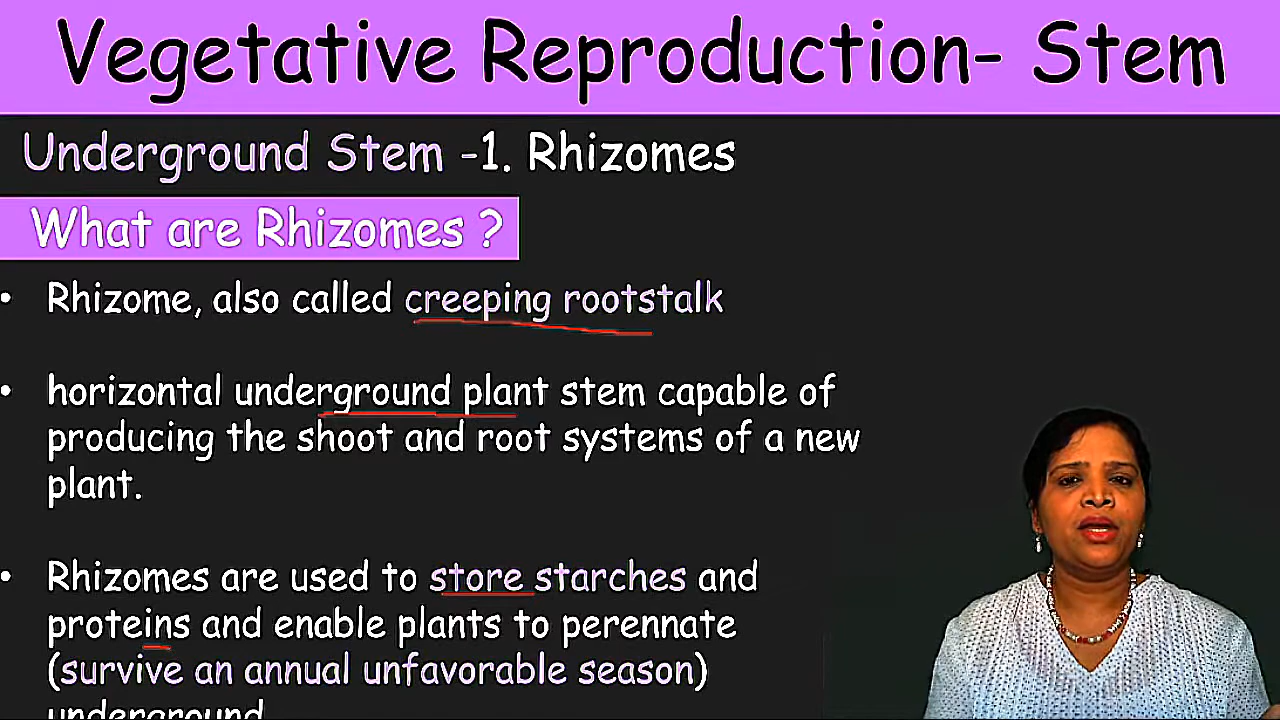 Vegetative Reproduction- Stem
Underground Stem -1. Rhizomes
What are Rhizomes ?
• Rhizome, also called creeping rootstalk
• horizontal underground plant stem capable of
producing the shoot and root systems of a new
plant.
• Rhizomes are used to store starches and
proteins and enable plants to perennate
(survive an annual unfavorable season)
underground